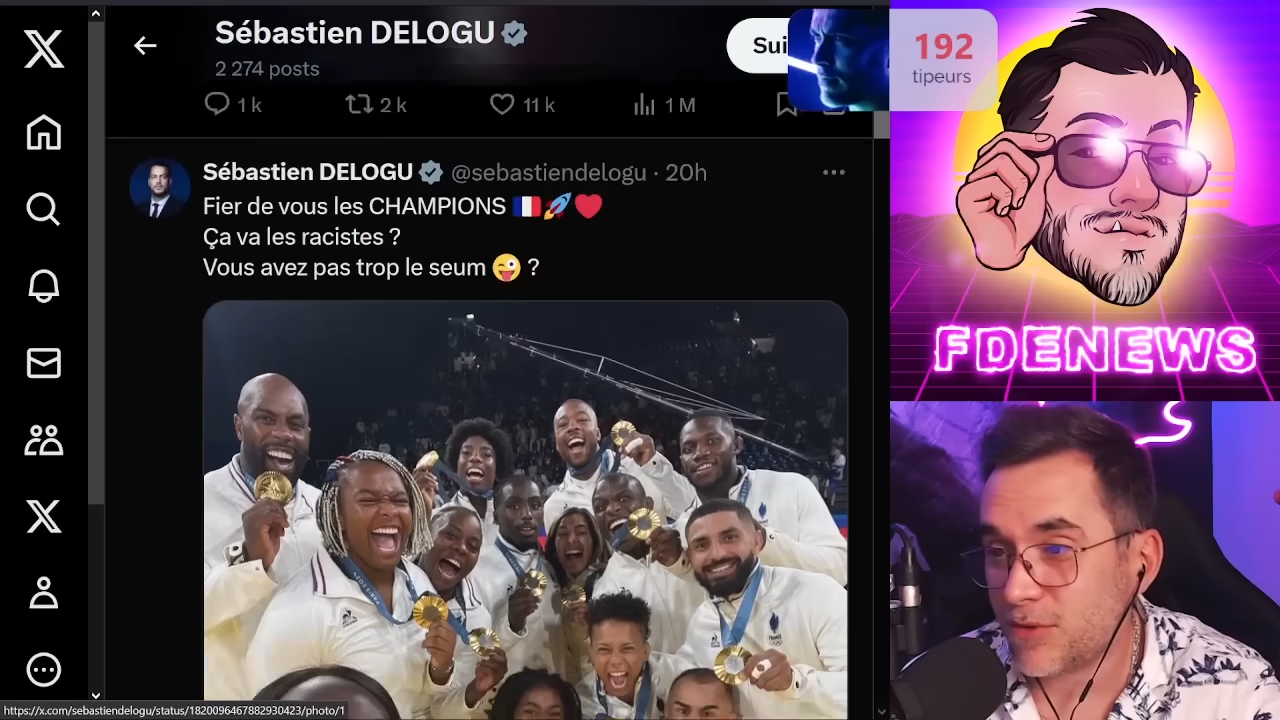 Sébastien DELOGU
2 274 posts
Sui
192
tipeurs
1 k
2 k
11 k
1 M
Sébastien DELOGU @sebastiendelogu · 20h
Fier de vous les CHAMPIONS 🇫🇷🚀❤️
Ça va les racistes ?
Vous avez pas trop le seum 😜 ?
FDENEWS
https://x.com/sebastiendelogu/status/1820096467882930423/photo/1